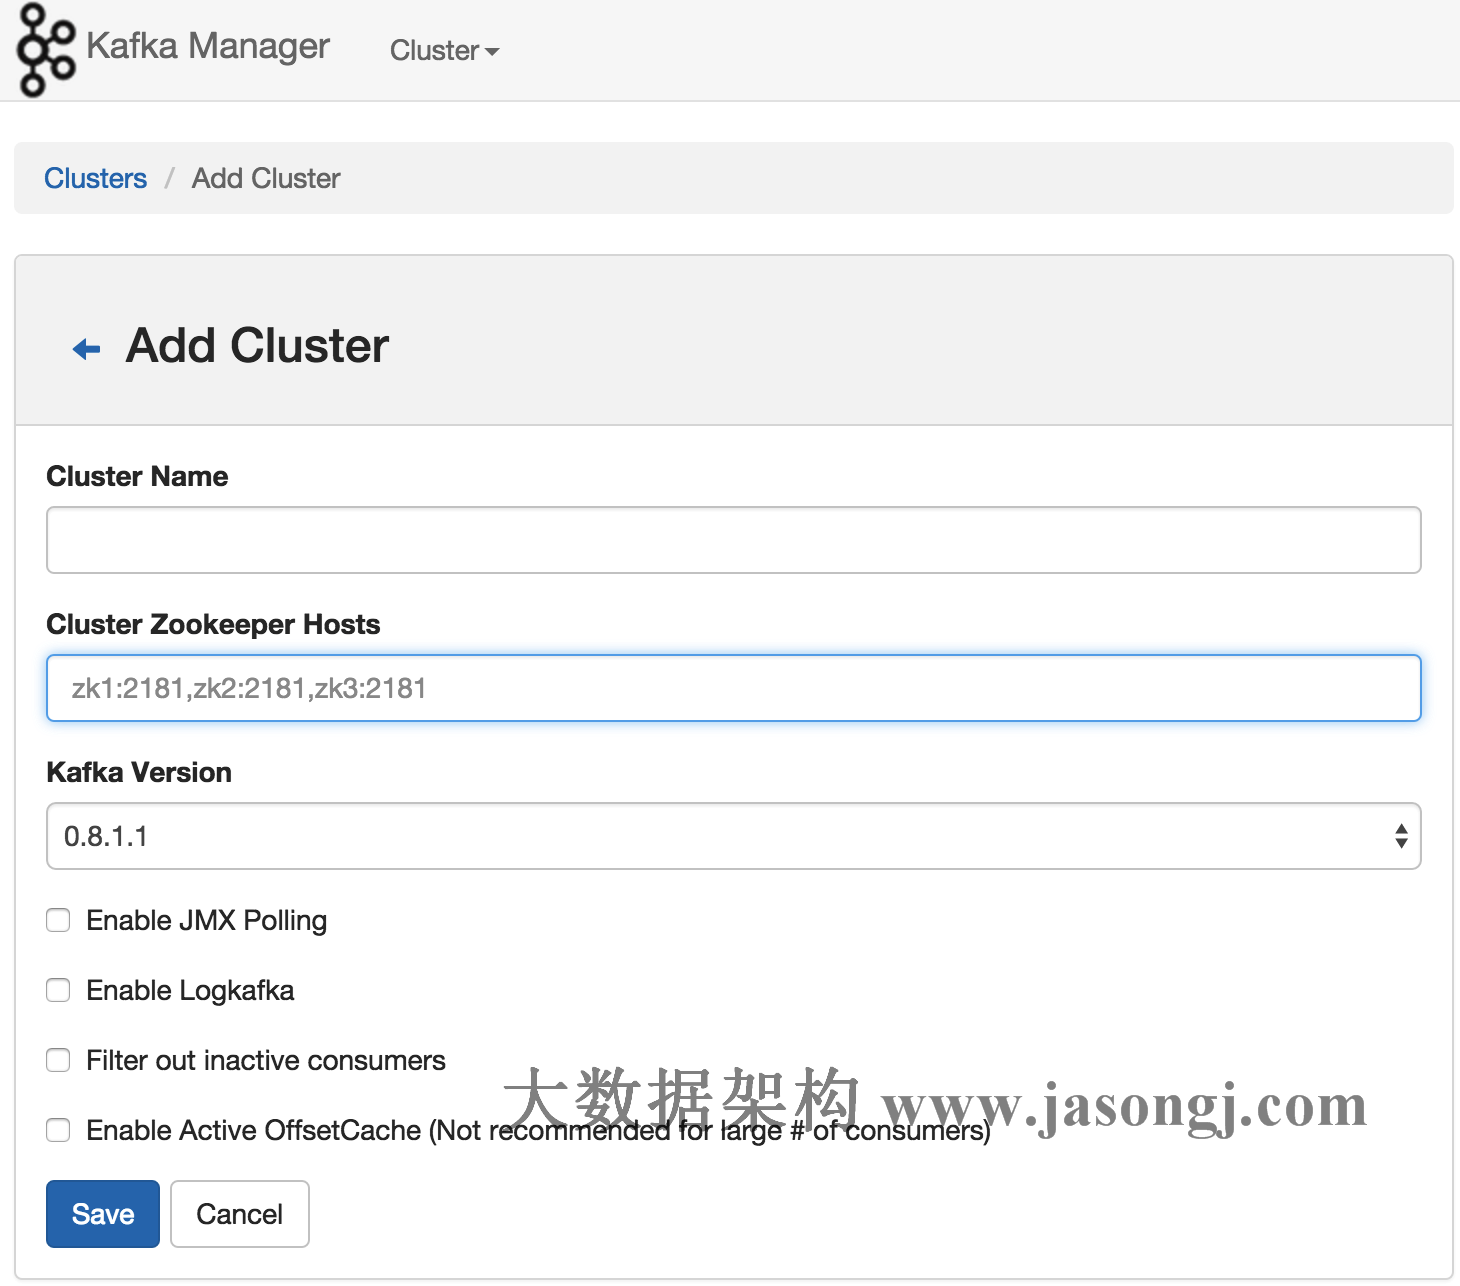 Kafka Manager Cluster
Clusters / Add Cluster
Add Cluster
Cluster Name
Cluster Zookeeper Hosts
zk1:2181,zk2:2181,zk3:2181
Kafka Version
0.8.1.1
Enable JMX Polling
Enable Logkafka
Filter out inactive consumers
大数据架构 www.jasongj.com
Enable Active OffsetCache (Not recommended for large # of consumers)
Save Cancel